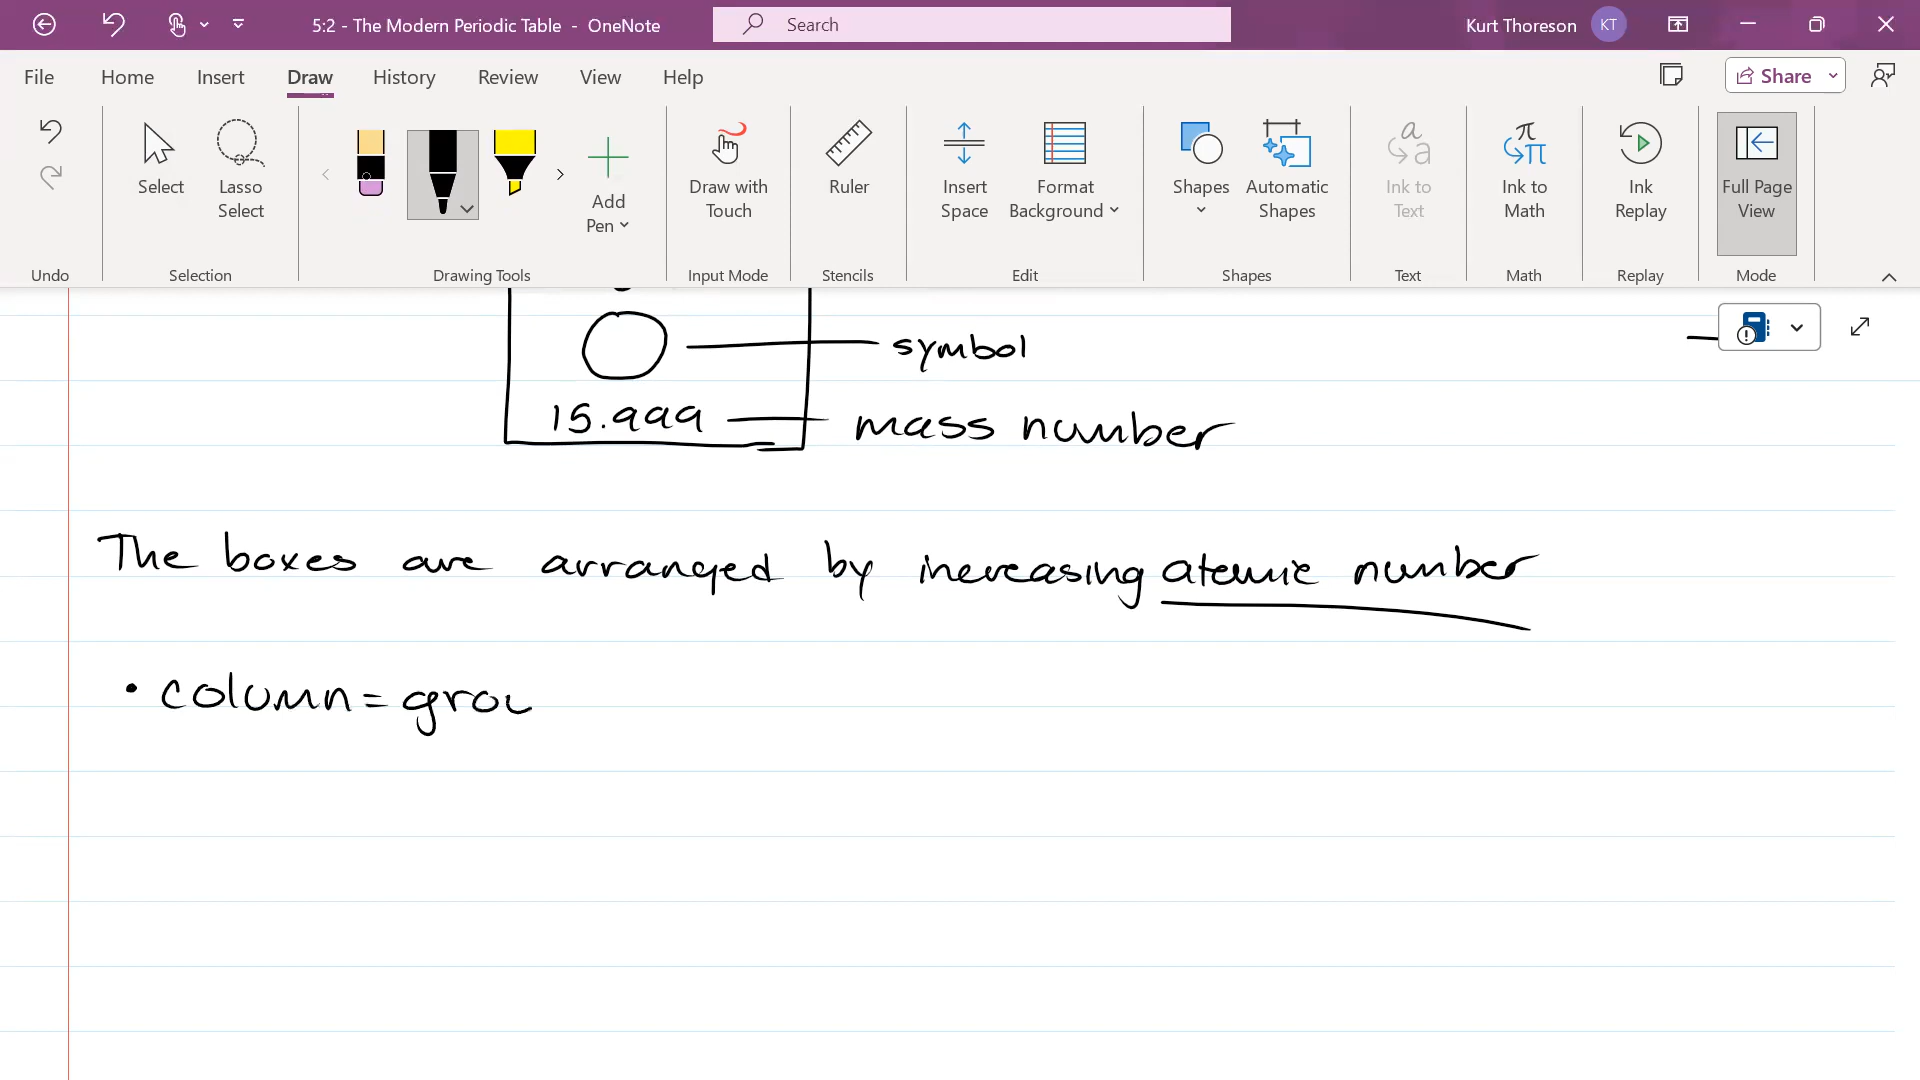 5:2 - The Modern Periodic Table - OneNote
Search
Kurt Thoreson
KT
File
Home
Insert
Draw
History
Review
View
Help
Share
Select
Lasso Select
Add Pen
Draw with Touch
Ruler
Insert Space
Format Background
Shapes
Automatic Shapes
Ink to Text
Ink to Math
Ink Replay
Full Page View
Undo
Selection
Drawing Tools
Input Mode
Stencils
Edit
Shapes
Text
Math
Replay
Mode
symbol
15.999 mass number
The boxes are arranged by increasing atomic number
• column = grou